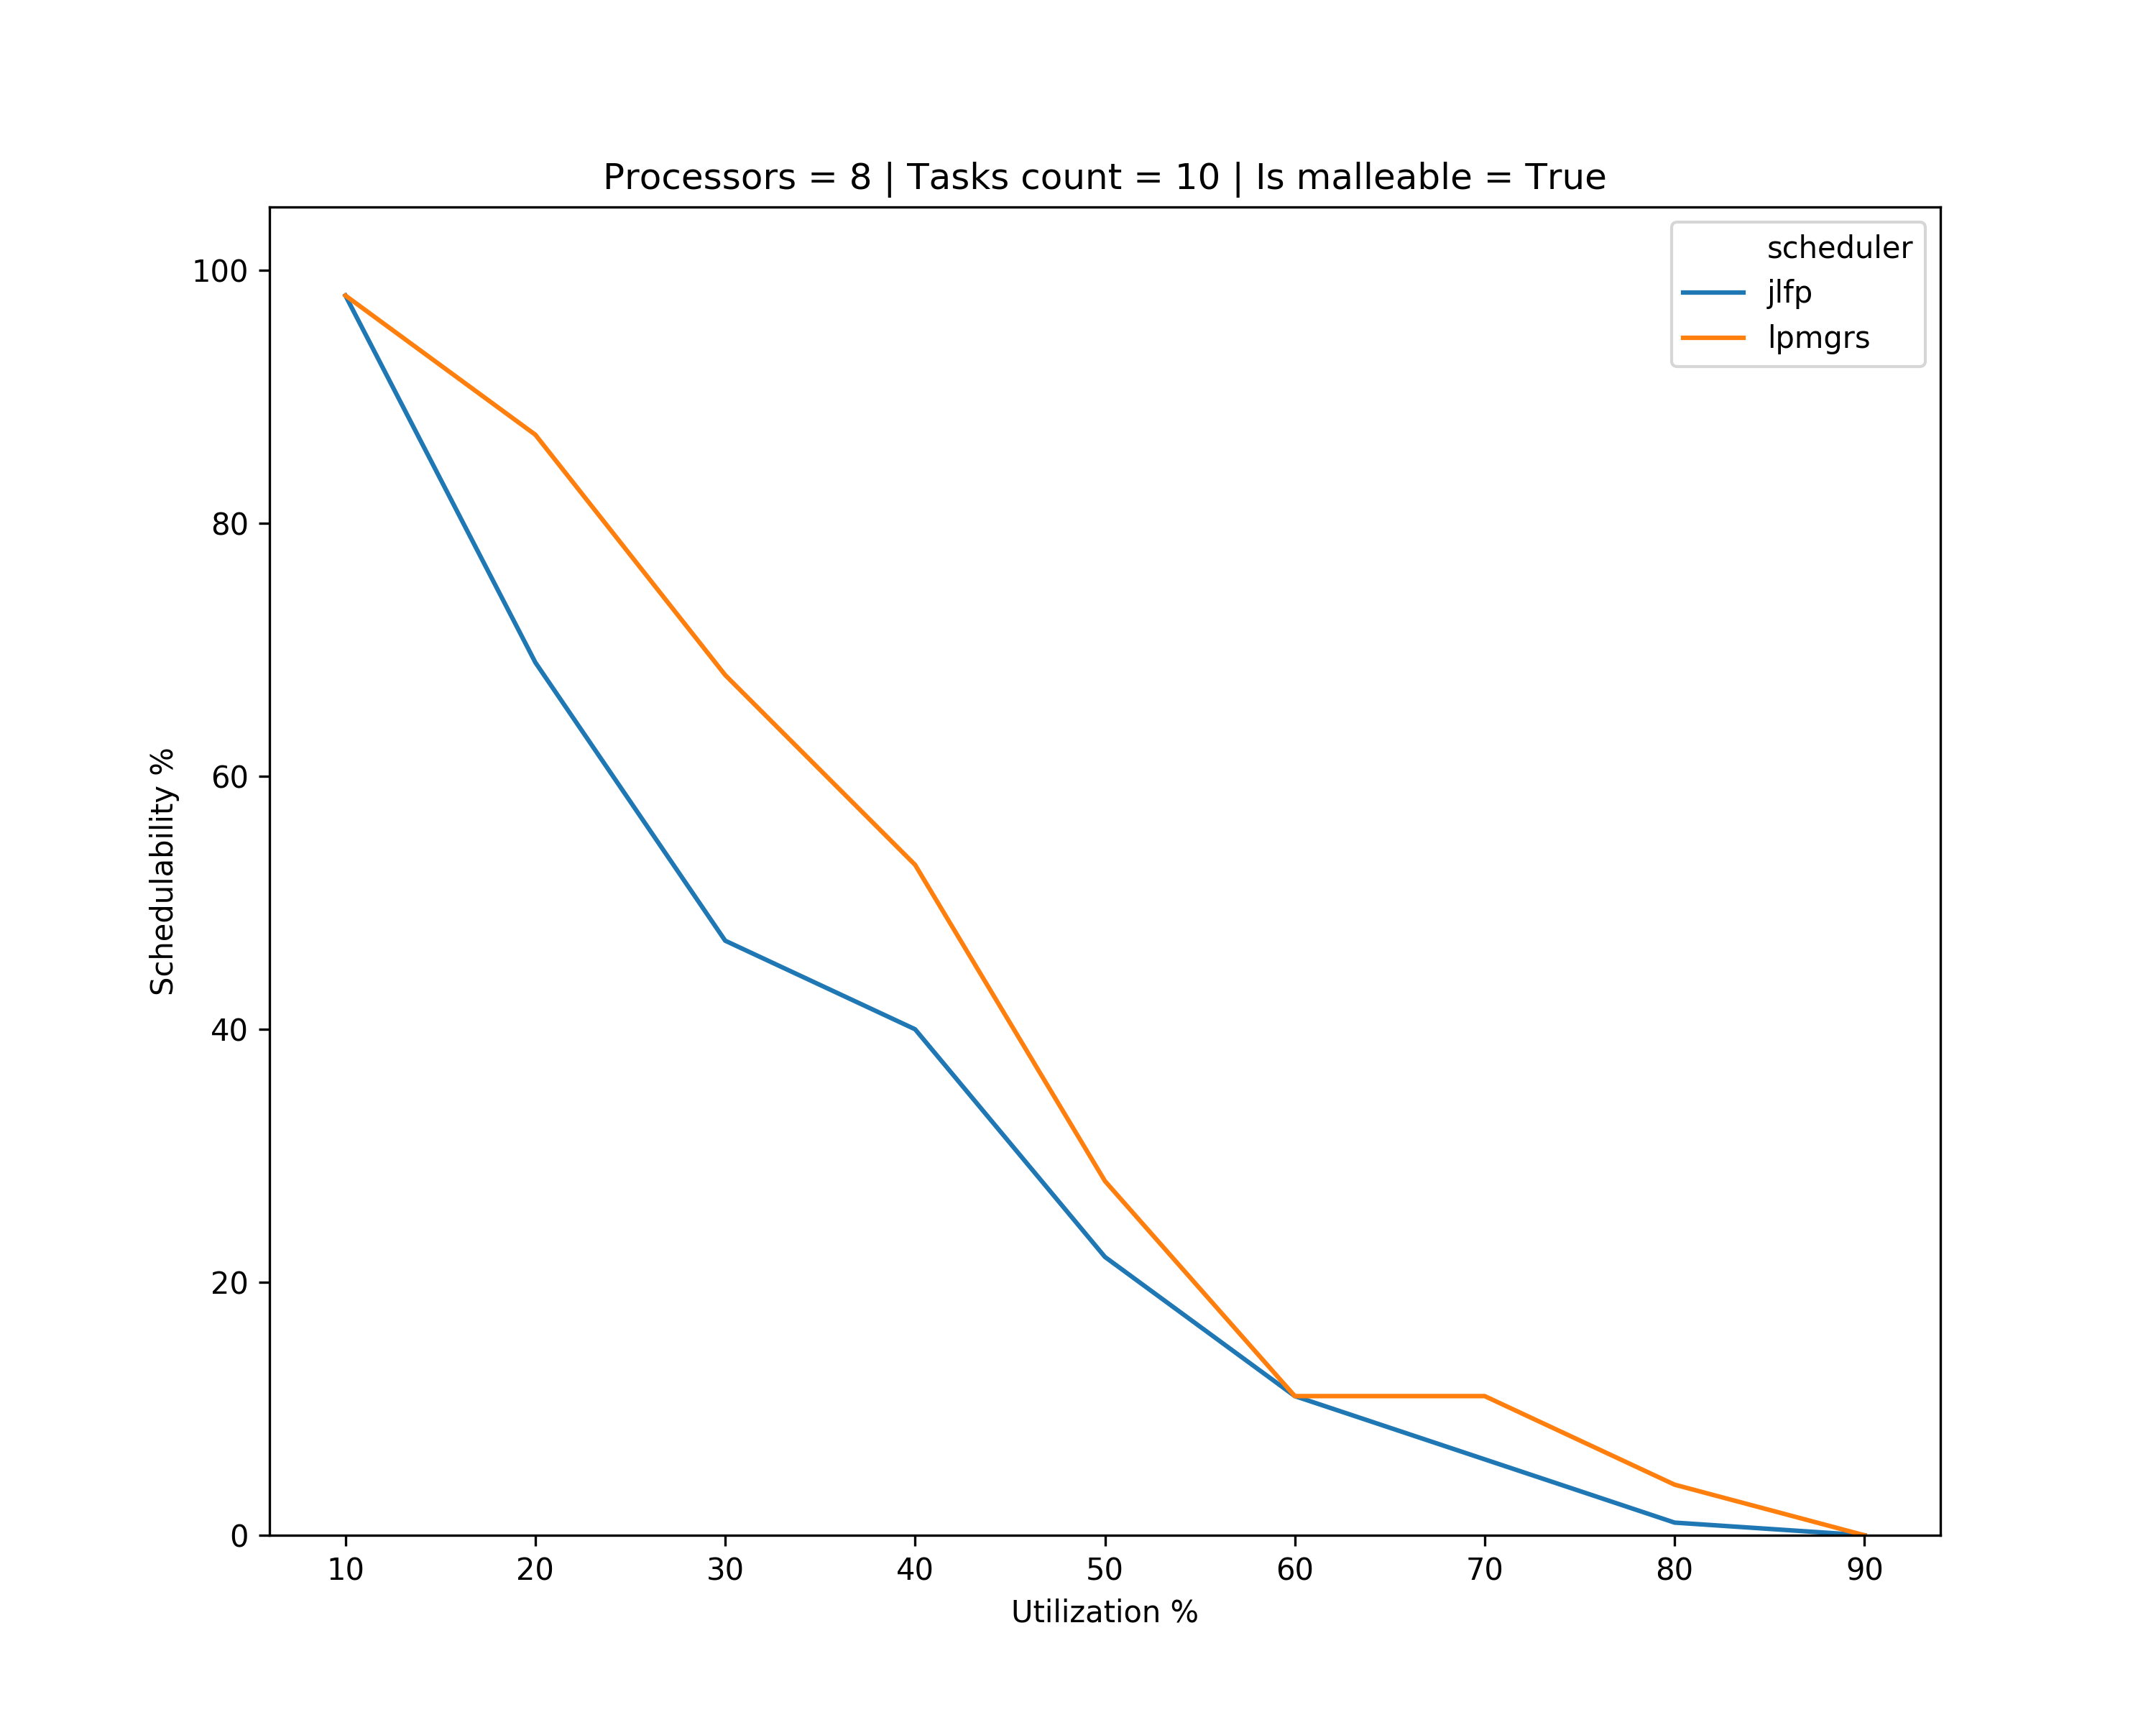 Processors = 8 | Tasks count = 10 | Is malleable = True
scheduler
jlfp
lpmgrs
Schedulability %
100
80
60
40
20
0
10 20 30 40 50 60 70 80 90
Utilization %